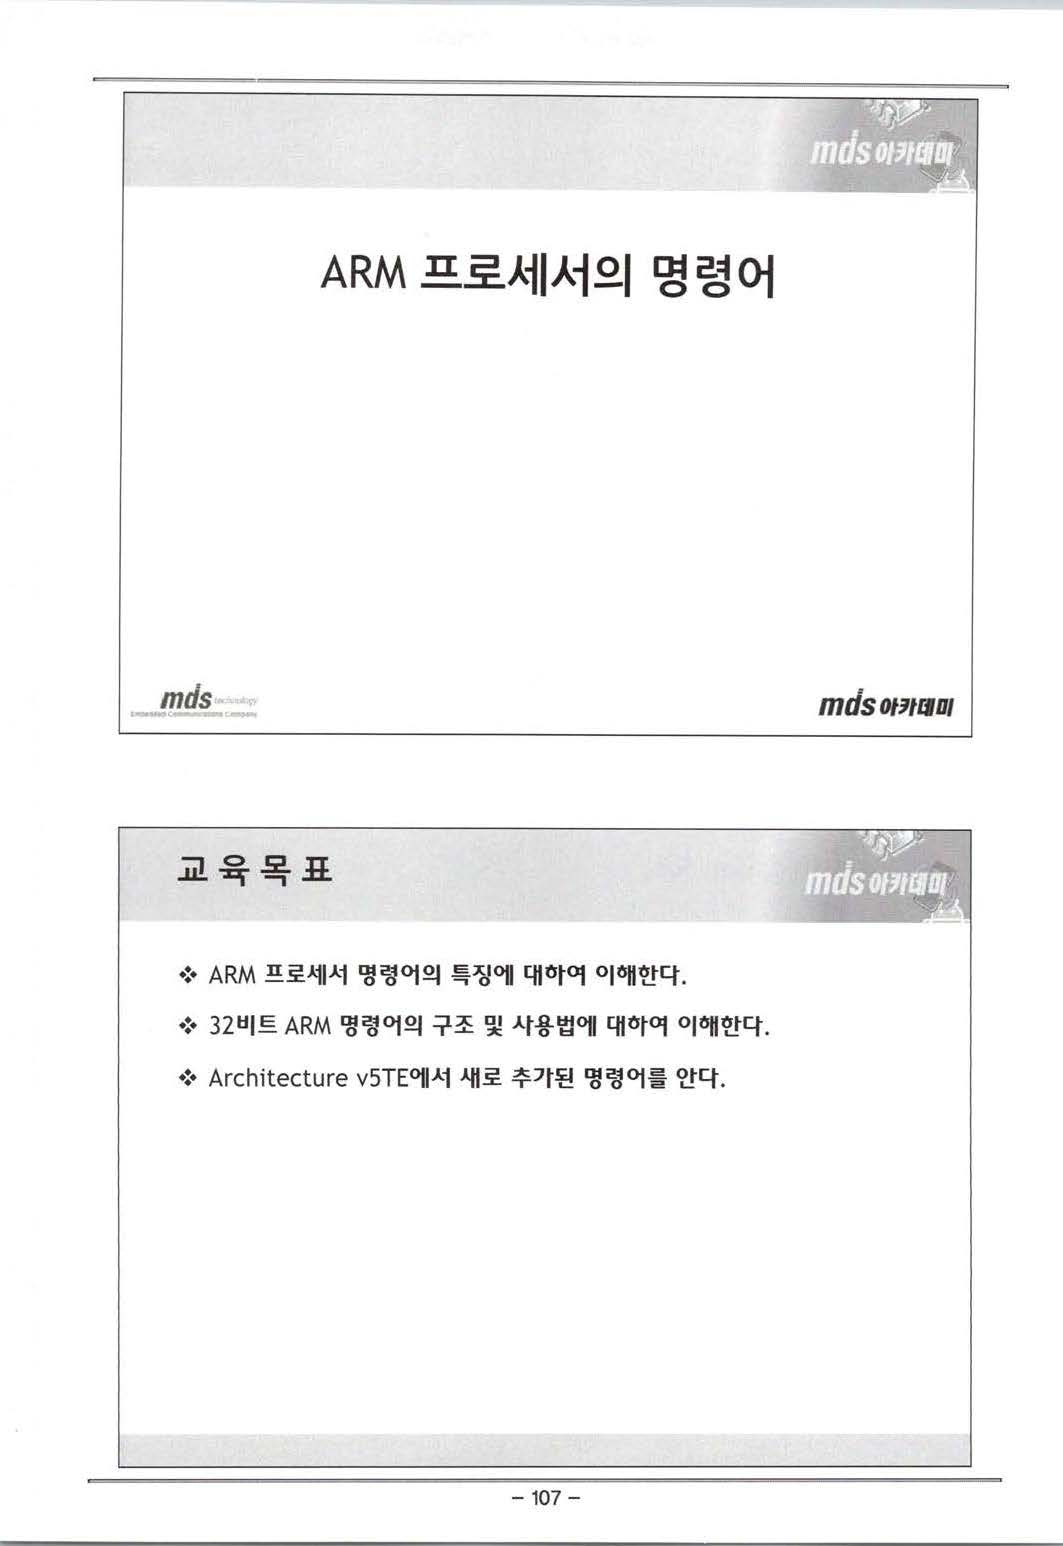 mds 아카데미
ARM 프로세서의 명령어
mds technology
Embedded Communications Company
mds 아카데미
교육목표
mds 아카데미
❖ ARM 프로세서 명령어의 특징에 대하여 이해한다.
❖ 32비트 ARM 명령어의 구조 및 사용법에 대하여 이해한다.
❖ Architecture v5TE에서 새로 추가된 명령어를 안다.
- 107 -